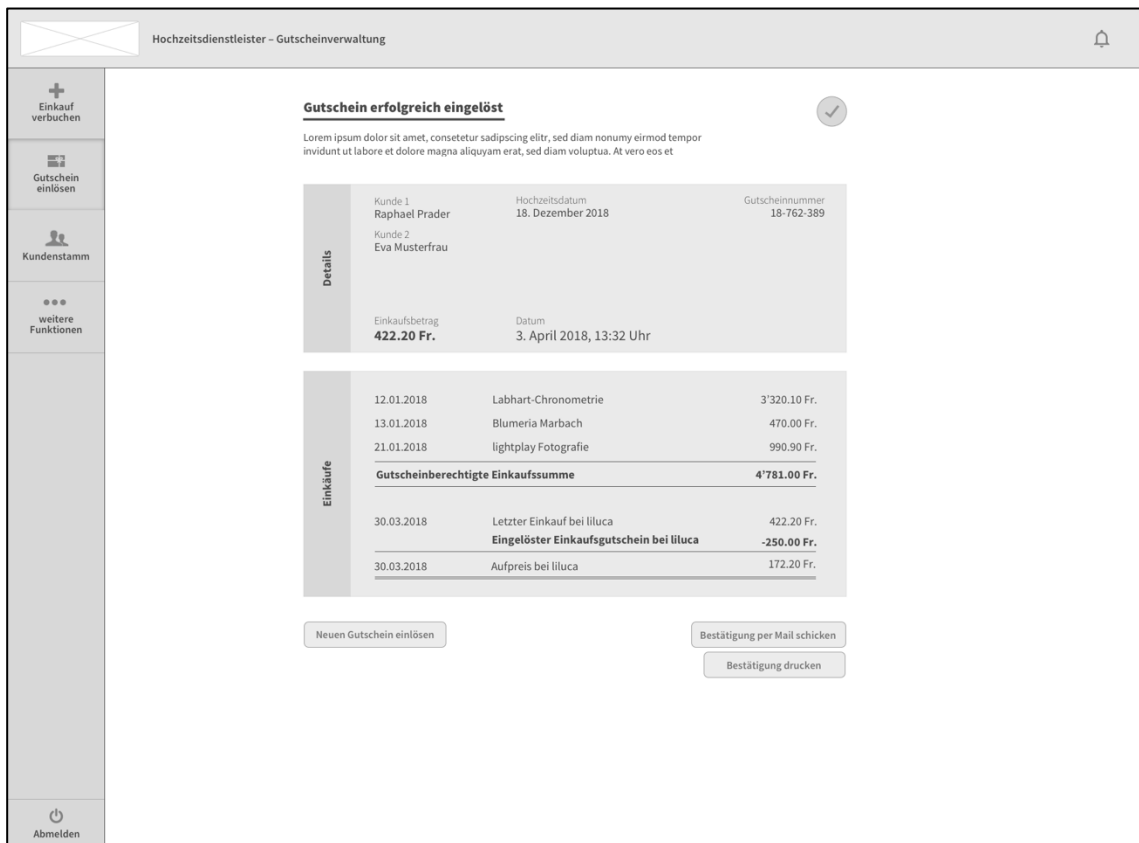 Hochzeitsdienstleister – Gutscheinverwaltung
Einkauf
verbuchen
Gutschein
einlösen
Kundenstamm
weitere
Funktionen
Abmelden
Gutschein erfolgreich eingelöst
Lorem ipsum dolor sit amet, consetetur sadipscing elitr, sed diam nonumy eirmod tempor
invidunt ut labore et dolore magna aliquyam erat, sed diam voluptua. At vero eos et
Details
Kunde 1 Hochzeitsdatum Gutscheinnummer
Raphael Prader 18. Dezember 2018 18-762-389
Kunde 2
Eva Musterfrau
Einkaufsbetrag Datum
422.20 Fr. 3. April 2018, 13:32 Uhr
Einkäufe
12.01.2018 Labhart-Chronometrie 3’320.10 Fr.
13.01.2018 Blumeria Marbach 470.00 Fr.
21.01.2018 lightplay Fotografie 990.90 Fr.
Gutscheinberechtigte Einkaufssumme 4’781.00 Fr.
30.03.2018 Letzter Einkauf bei liluca 422.20 Fr.
Eingelöster Einkaufsgutschein bei liluca -250.00 Fr.
30.03.2018 Aufpreis bei liluca 172.20 Fr.
Neuen Gutschein einlösen Bestätigung per Mail schicken
Bestätigung drucken